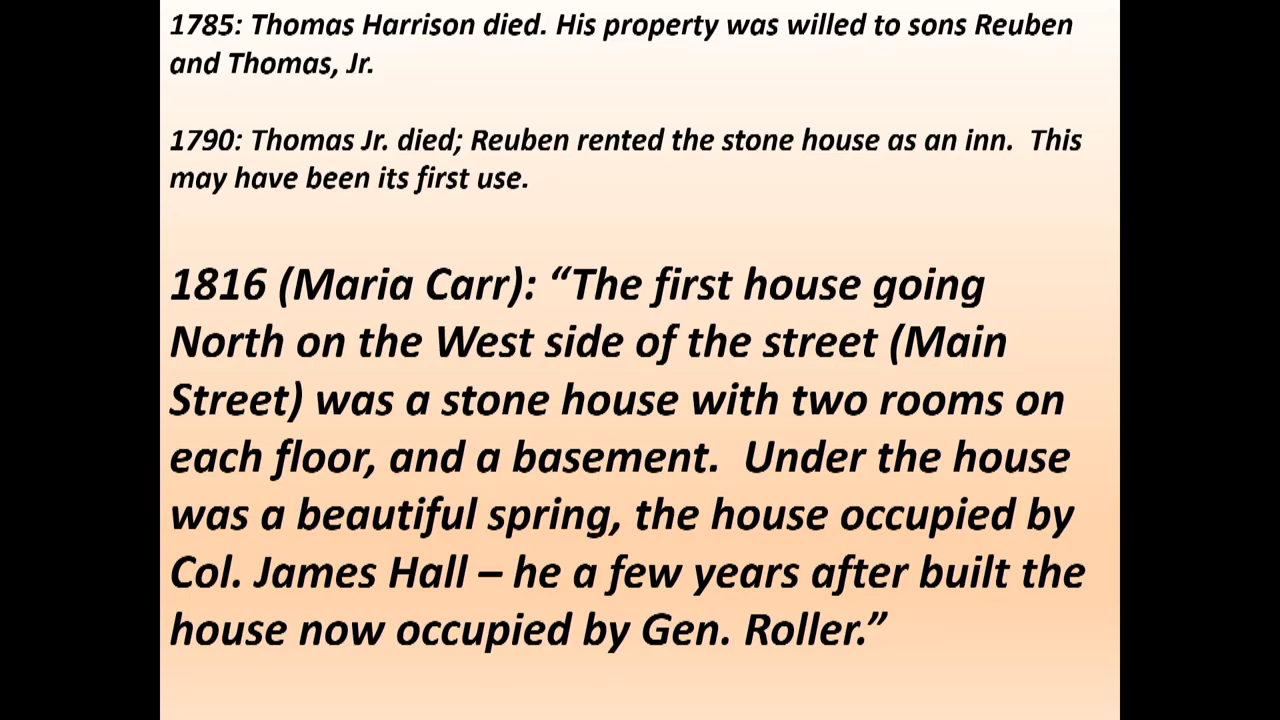 1785: Thomas Harrison died. His property was willed to sons Reuben
and Thomas, Jr.
1790: Thomas Jr. died; Reuben rented the stone house as an inn.  This
may have been its first use.
1816 (Maria Carr): “The first house going
North on the West side of the street (Main
Street) was a stone house with two rooms on
each floor, and a basement.  Under the house
was a beautiful spring, the house occupied by
Col. James Hall – he a few years after built the
house now occupied by Gen. Roller.”